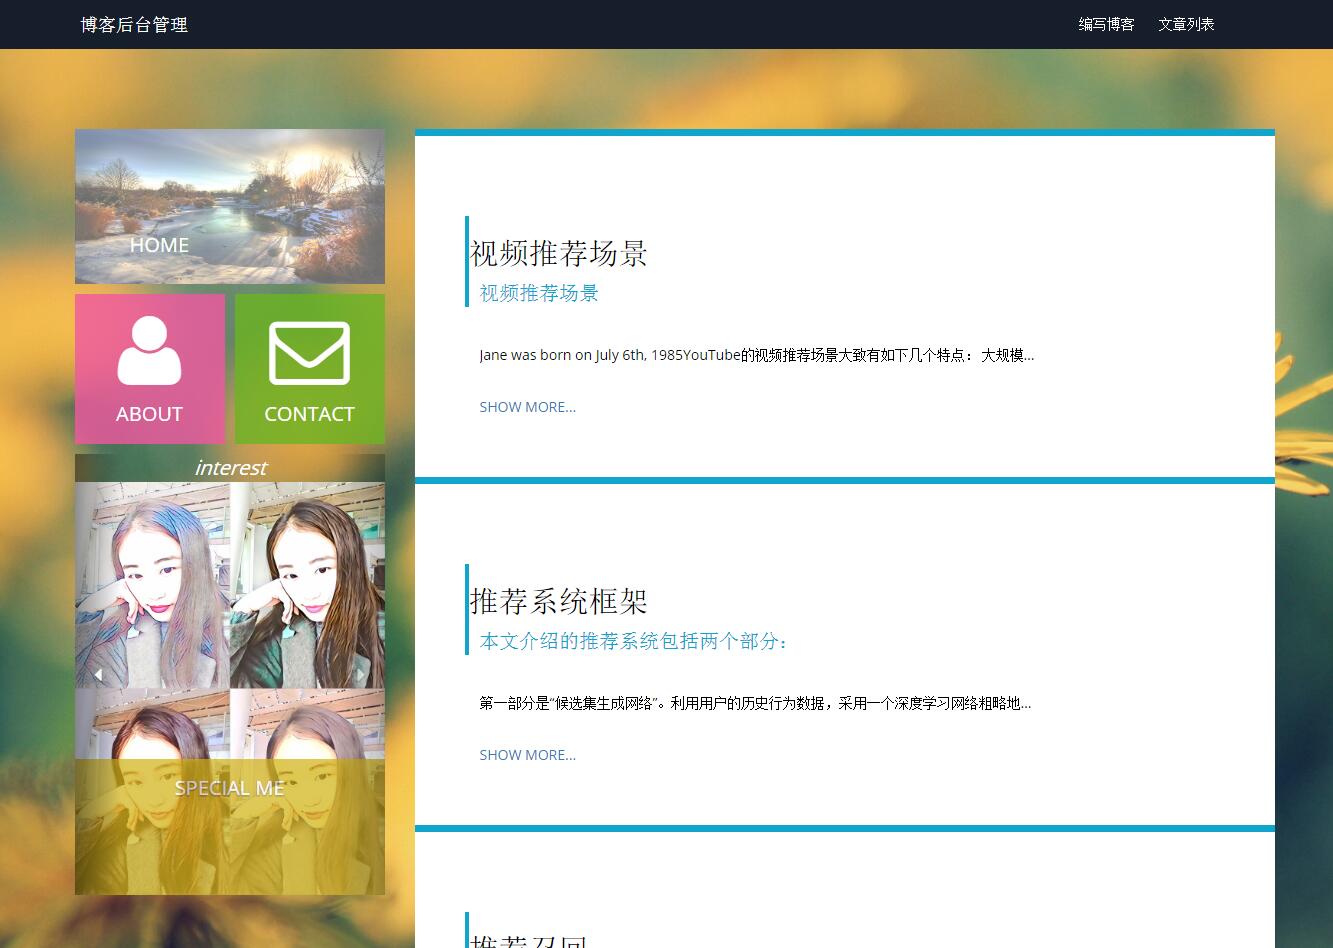 博客后台管理
编写博客 文章列表
HOME
ABOUT
CONTACT
interest
SPECIAL ME
视频推荐场景
视频推荐场景
Jane was born on July 6th, 1985YouTube的视频推荐场景大致有如下几个特点：大规模...
SHOW MORE...
推荐系统框架
本文介绍的推荐系统包括两个部分：
第一部分是“候选集生成网络”。利用用户的历史行为数据，采用一个深度学习网络粗略地...
SHOW MORE...
推荐召回